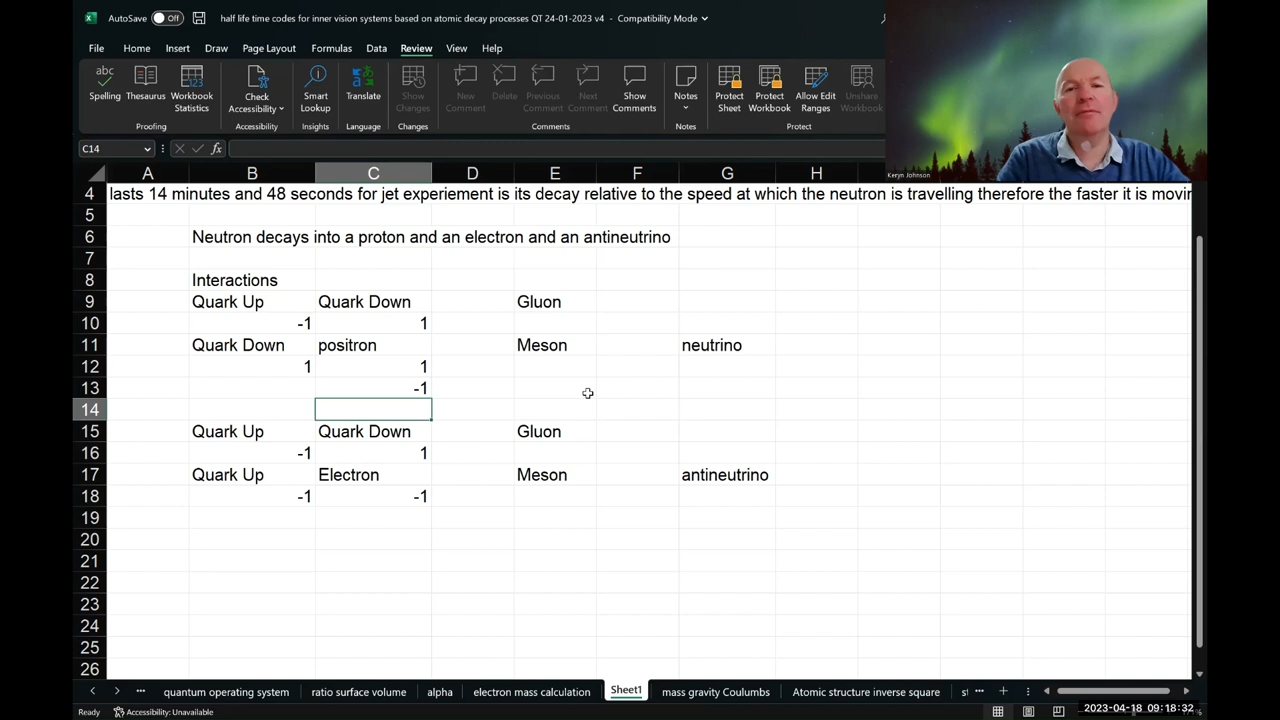 AutoSave Off half life time codes for inner vision systems based on atomic decay processes QT 24-01-2023 v4 - Compatibility Mode
File Home Insert Draw Page Layout Formulas Data Review View Help
abc
Spelling Thesaurus Workbook Statistics Check Accessibility Smart Lookup Translate Show Changes New Comment Delete Previous Comment Next Comment Show Comments Notes Protect Sheet Protect Workbook Allow Edit Ranges Unshare Workbook
Proofing Accessibility Insights Language Changes Comments Notes Protect
Keryn Johnson
C14 fx
A B C D E F G H
4 lasts 14 minutes and 48 seconds for jet experiement is its decay relative to the speed at which the neutron is travelling therefore the faster it is movin
5
6 Neutron decays into a proton and an electron and an antineutrino
7
8 Interactions
9 Quark Up Quark Down Gluon
10 -1 1
11 Quark Down positron Meson neutrino
12 1 1
13 -1
14
15 Quark Up Quark Down Gluon
16 -1 1
17 Quark Up Electron Meson antineutrino
18 -1 -1
19
20
21
22
23
24
25
26
... quantum operating system ratio surface volume alpha electron mass calculation Sheet1 mass gravity Coulumbs Atomic structure inverse square st ...
Ready Accessibility: Unavailable 2023-04-18 09:18:32